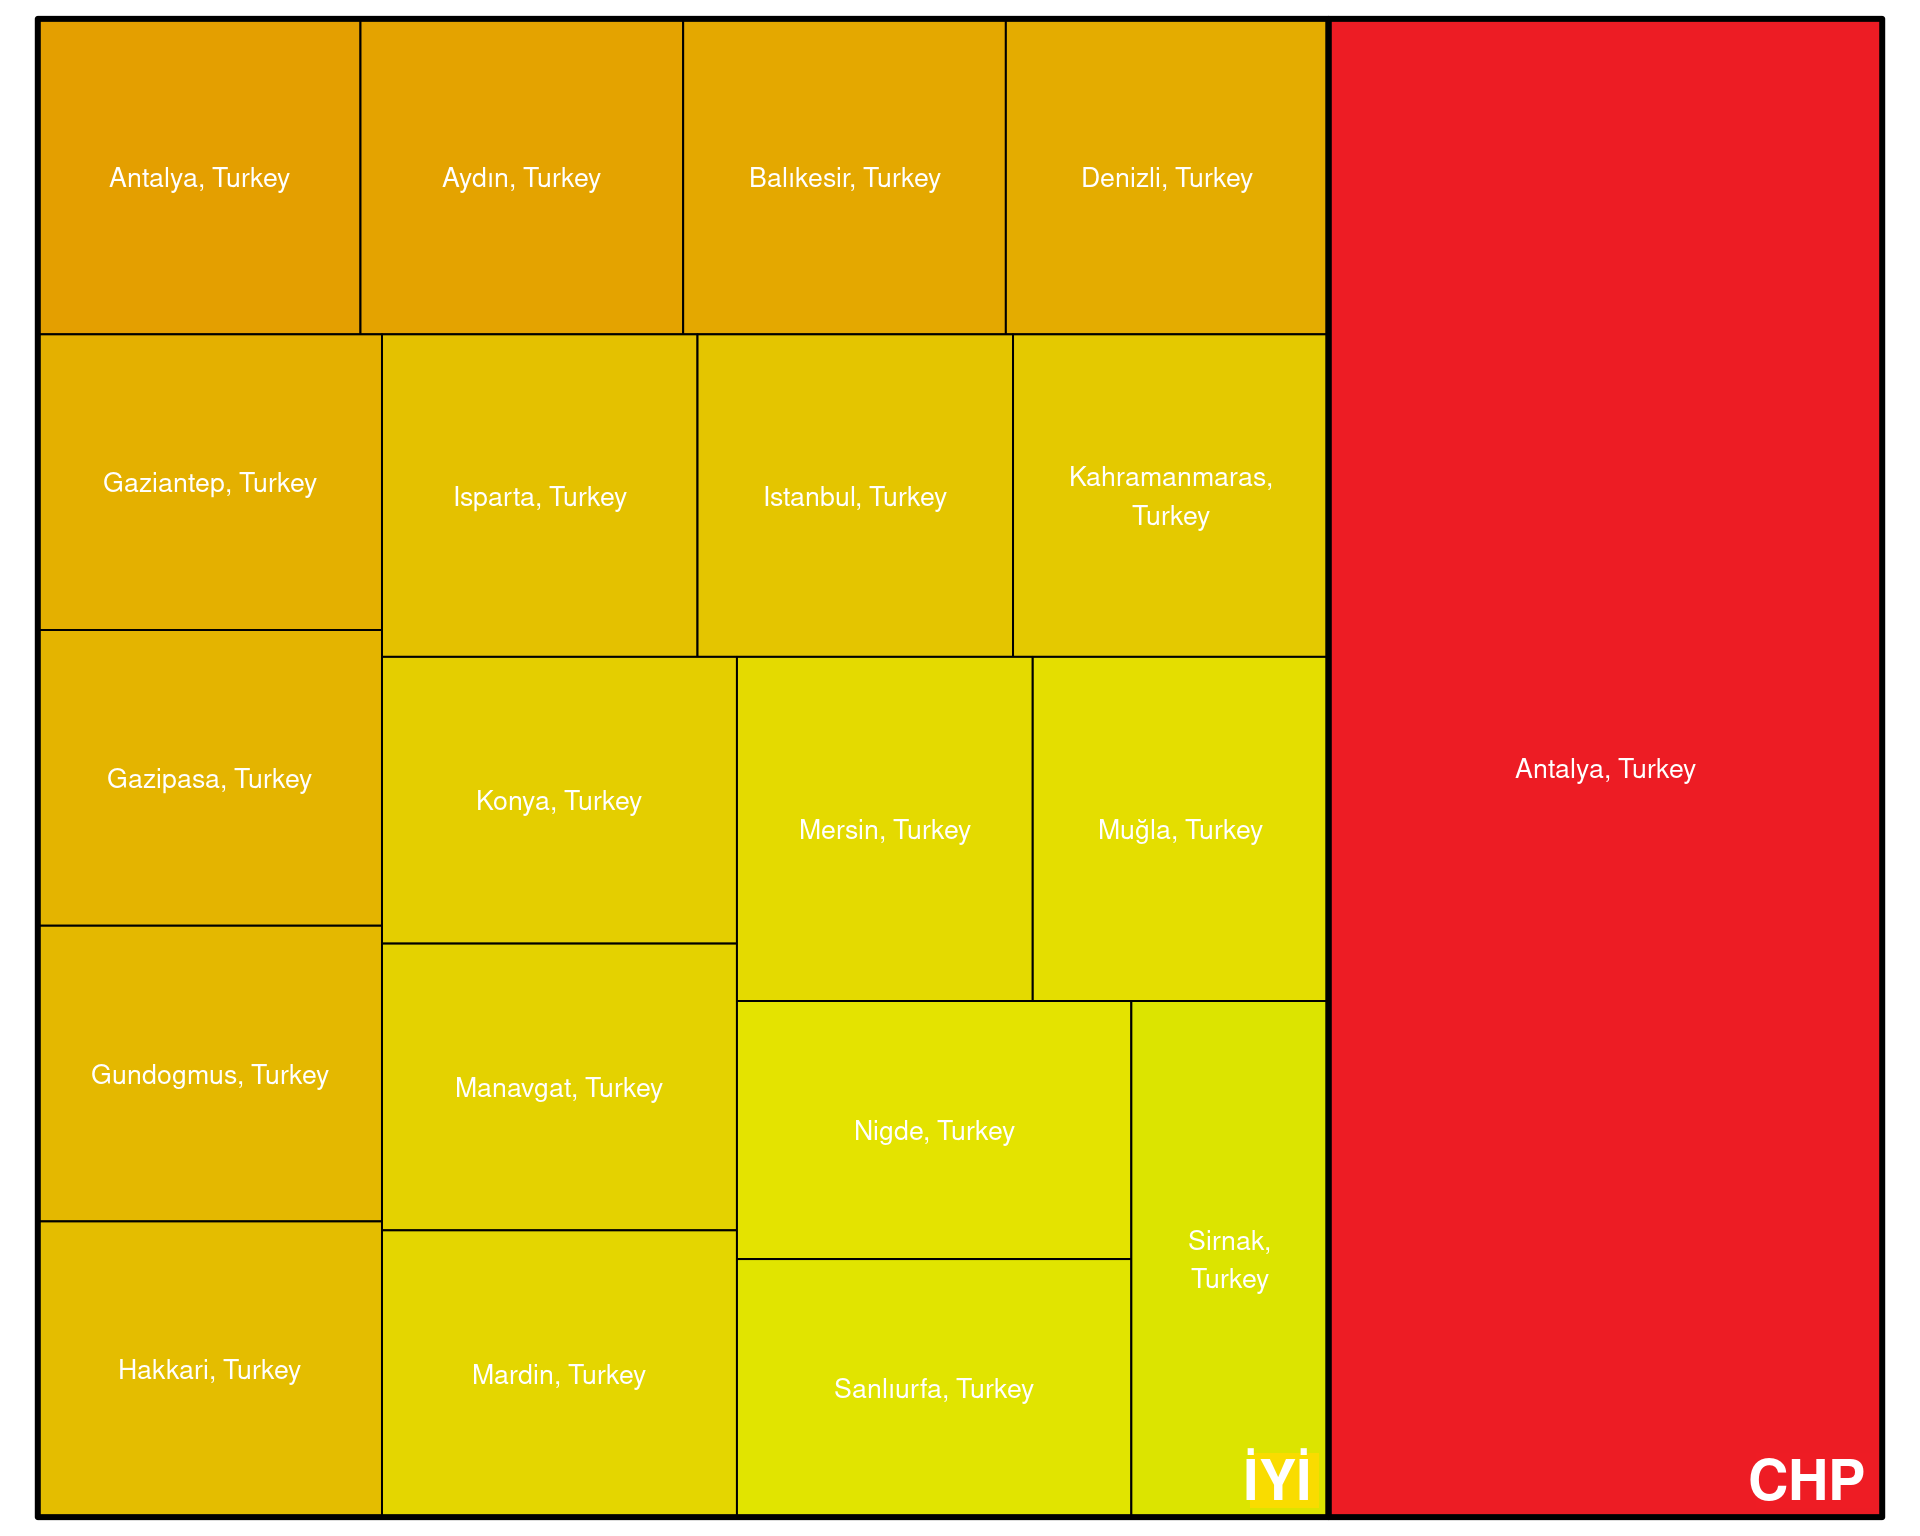 Antalya, Turkey
Aydın, Turkey
Balıkesir, Turkey
Denizli, Turkey
Gaziantep, Turkey
Isparta, Turkey
Istanbul, Turkey
Kahramanmaras,
Turkey
Gazipasa, Turkey
Konya, Turkey
Mersin, Turkey
Muğla, Turkey
Antalya, Turkey
Gundogmus, Turkey
Manavgat, Turkey
Nigde, Turkey
Sirnak,
Turkey
Hakkari, Turkey
Mardin, Turkey
Sanlıurfa, Turkey
İYİ
CHP